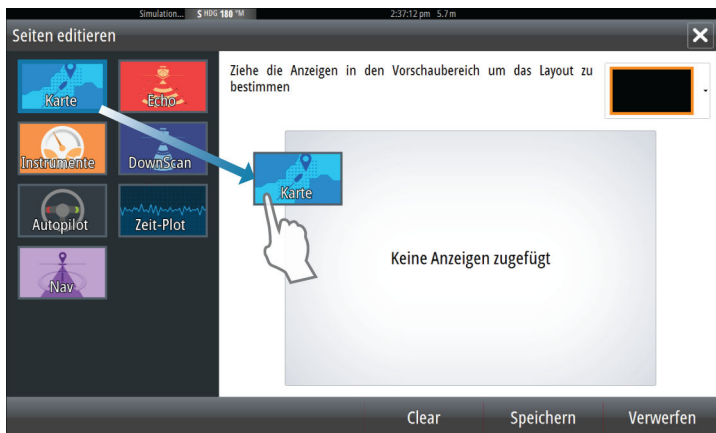 Simulation... S HDG 180 °M 2:37:12 pm 5.7 m
Seiten editieren
Ziehe die Anzeigen in den Vorschaubereich um das Layout zu
bestimmen
Karte Echo
Instrumente DownScan
Karte
Autopilot Zeit-Plot
Keine Anzeigen zugefügt
Nav
Clear Speichern Verwerfen